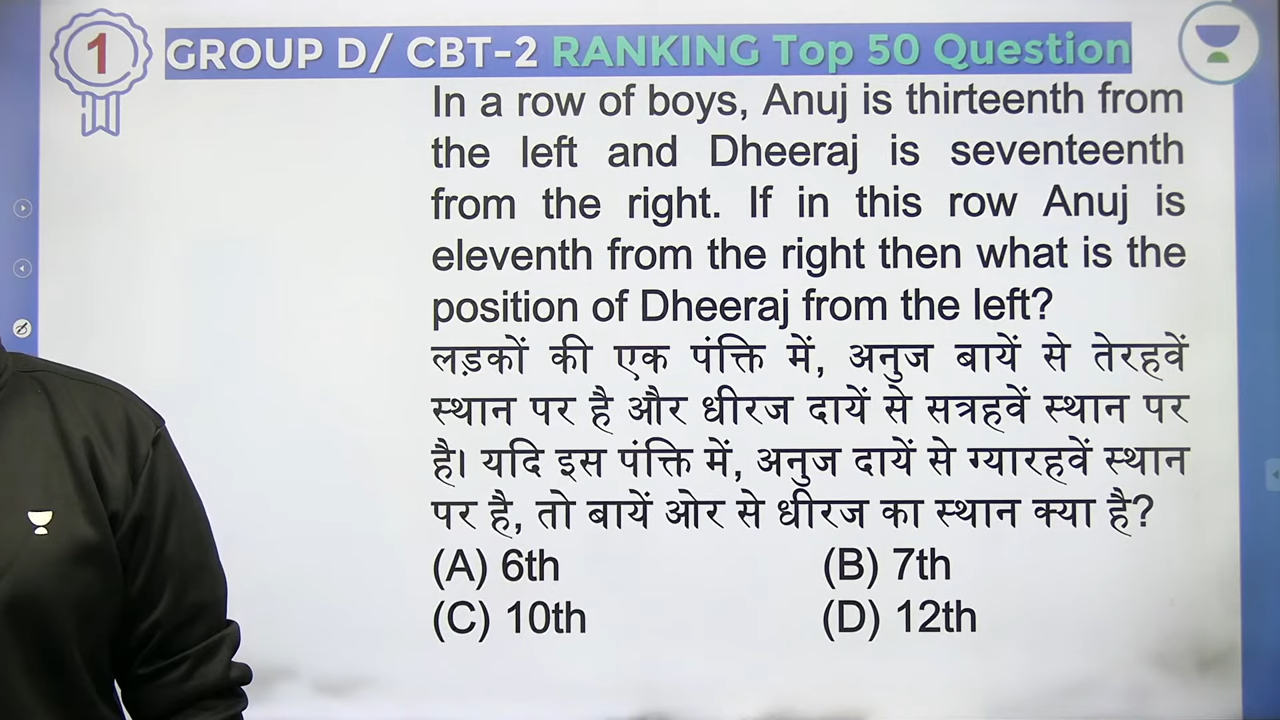 1
GROUP D/ CBT-2 RANKING Top 50 Question
In a row of boys, Anuj is thirteenth from
the left and Dheeraj is seventeenth
from the right. If in this row Anuj is
eleventh from the right then what is the
position of Dheeraj from the left?
लड़कों की एक पंक्ति में, अनुज बायें से तेरहवें
स्थान पर है और धीरज दायें से सत्रहवें स्थान पर
है। यदि इस पंक्ति में, अनुज दायें से ग्यारहवें स्थान
पर है, तो बायें ओर से धीरज का स्थान क्या है?
(A) 6th (B) 7th
(C) 10th (D) 12th